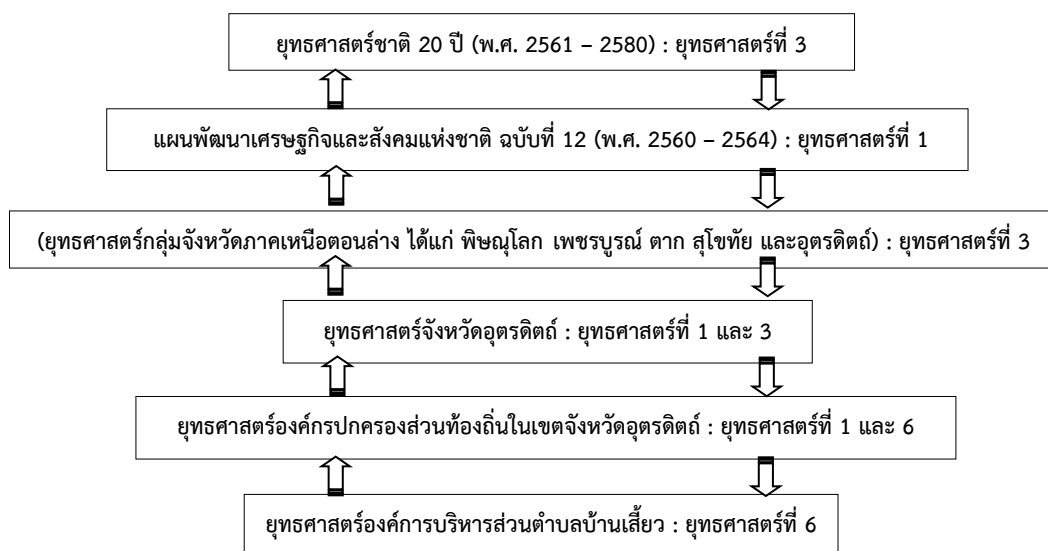 ยุทธศาสตร์ชาติ 20 ปี (พ.ศ. 2561 – 2580) : ยุทธศาสตร์ที่ 3
แผนพัฒนาเศรษฐกิจและสังคมแห่งชาติ ฉบับที่ 12 (พ.ศ. 2560 – 2564) : ยุทธศาสตร์ที่ 1
(ยุทธศาสตร์กลุ่มจังหวัดภาคเหนือตอนล่าง ได้แก่ พิษณุโลก เพชรบูรณ์ ตาก สุโขทัย และอุตรดิตถ์) : ยุทธศาสตร์ที่ 3
ยุทธศาสตร์จังหวัดอุตรดิตถ์ : ยุทธศาสตร์ที่ 1 และ 3
ยุทธศาสตร์องค์กรปกครองส่วนท้องถิ่นในเขตจังหวัดอุตรดิตถ์ : ยุทธศาสตร์ที่ 1 และ 6
ยุทธศาสตร์องค์การบริหารส่วนตำบลบ้านเสี้ยว : ยุทธศาสตร์ที่ 6